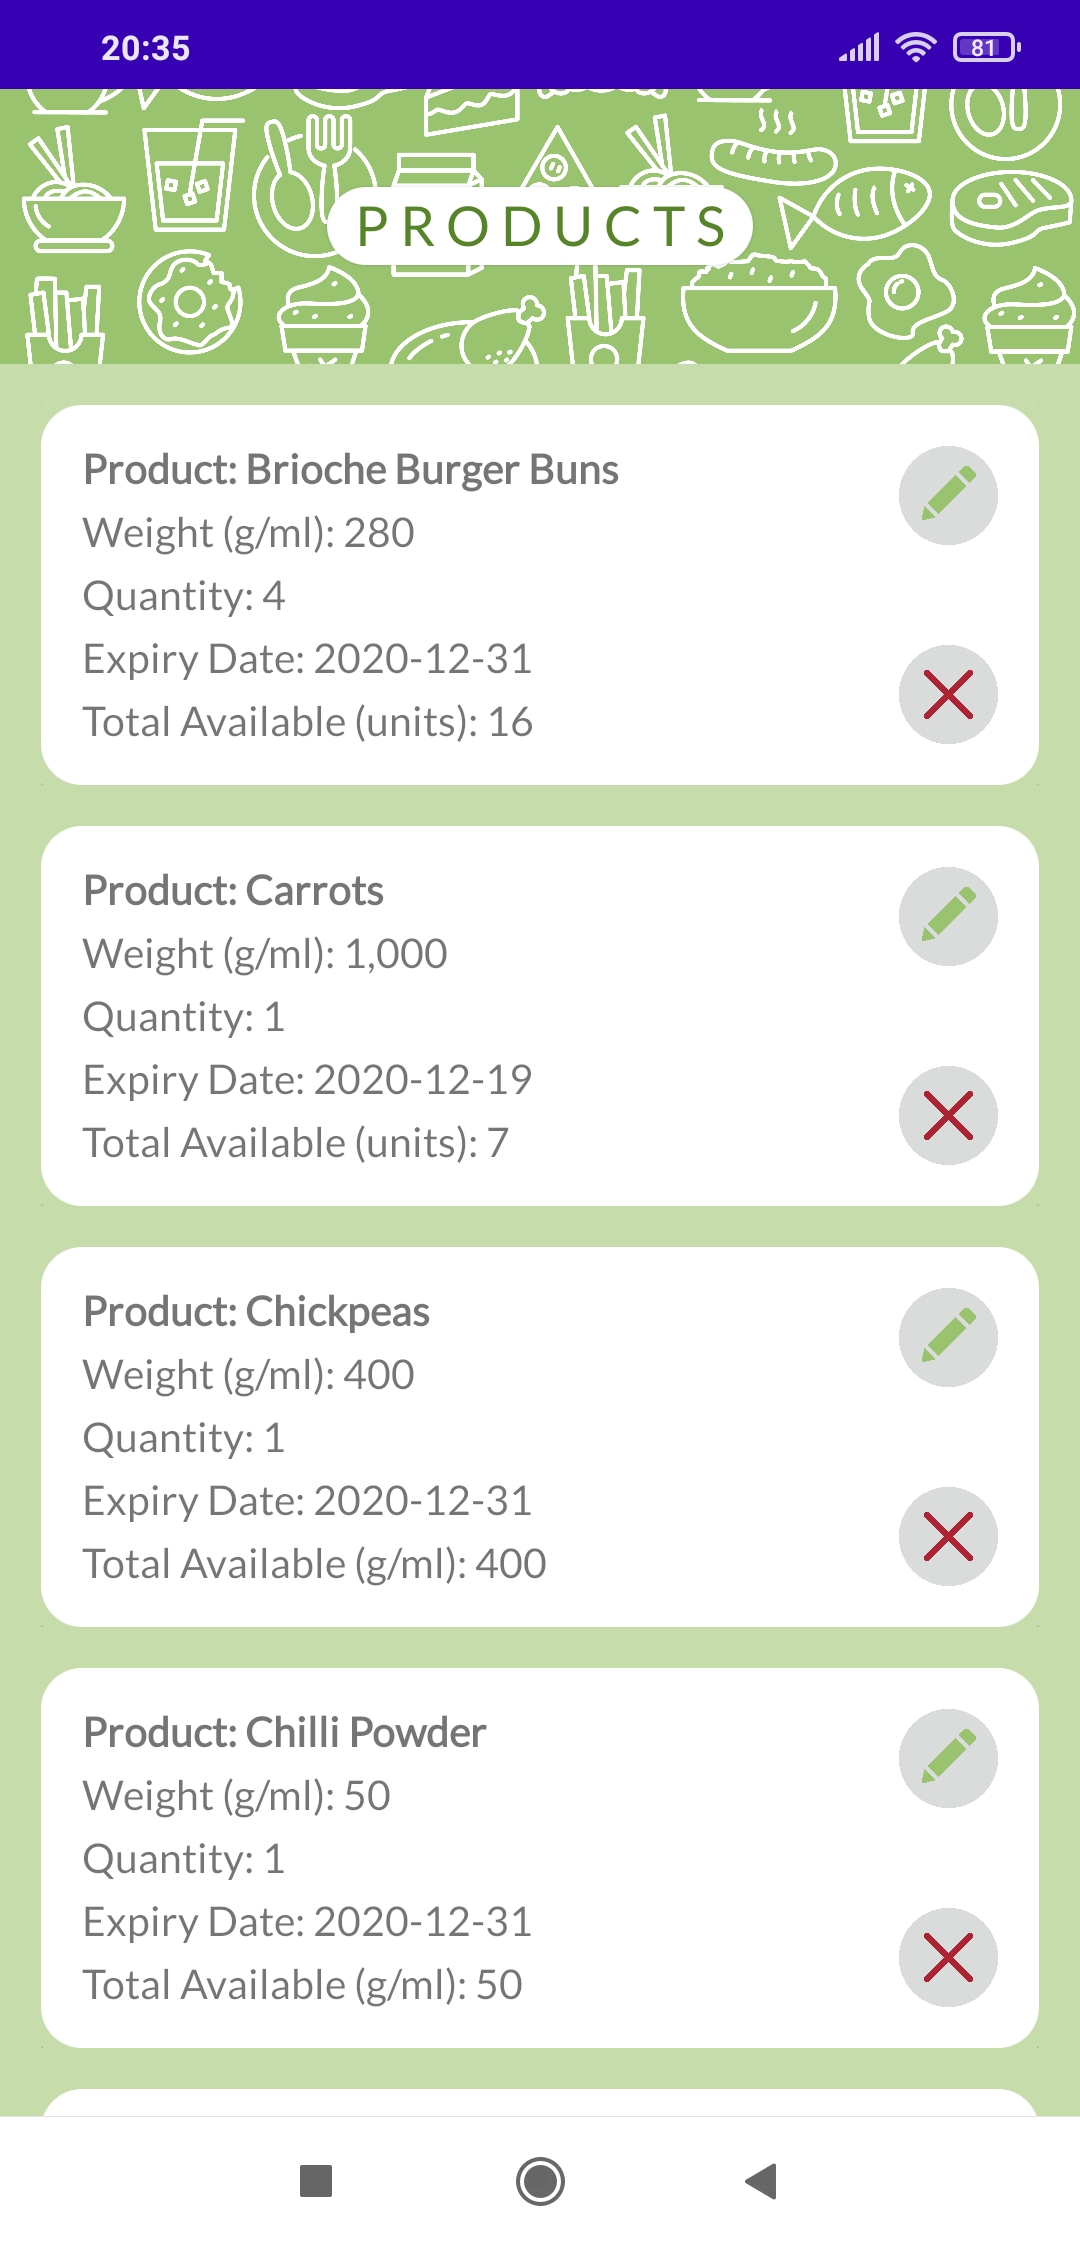 20:35
81
PRODUCTS
Product: Brioche Burger Buns
Weight (g/ml): 280
Quantity: 4
Expiry Date: 2020-12-31
Total Available (units): 16
Product: Carrots
Weight (g/ml): 1,000
Quantity: 1
Expiry Date: 2020-12-19
Total Available (units): 7
Product: Chickpeas
Weight (g/ml): 400
Quantity: 1
Expiry Date: 2020-12-31
Total Available (g/ml): 400
Product: Chilli Powder
Weight (g/ml): 50
Quantity: 1
Expiry Date: 2020-12-31
Total Available (g/ml): 50